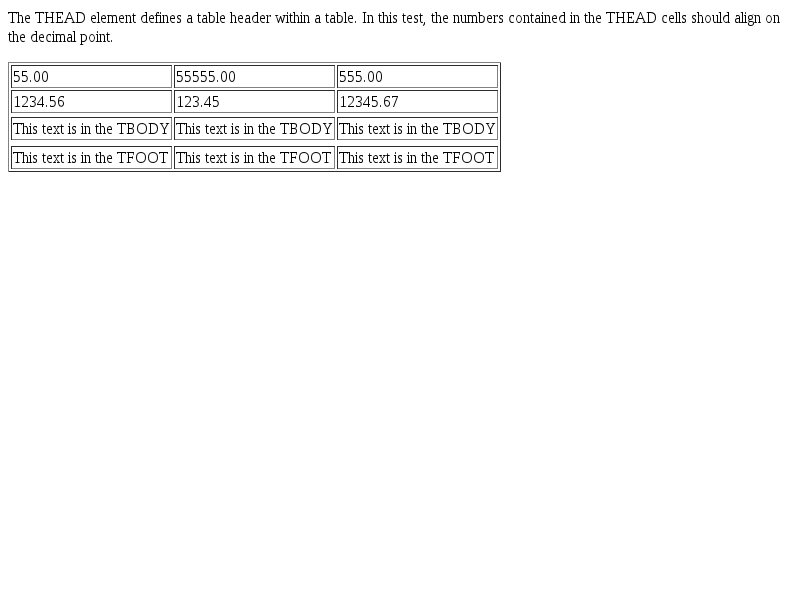 The THEAD element defines a table header within a table. In this test, the numbers contained in the THEAD cells should align on
the decimal point.
55.00 55555.00 555.00
1234.56 123.45 12345.67
This text is in the TBODY This text is in the TBODY This text is in the TBODY
This text is in the TFOOT This text is in the TFOOT This text is in the TFOOT